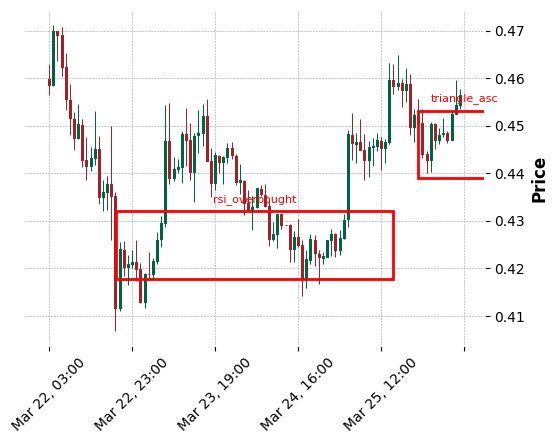 0.47
0.46
triangle_asc
0.45
0.44
rsi_overbought
0.43
0.42
0.41
Price
Mar 22, 03:00
Mar 22, 23:00
Mar 23, 19:00
Mar 24, 16:00
Mar 25, 12:00